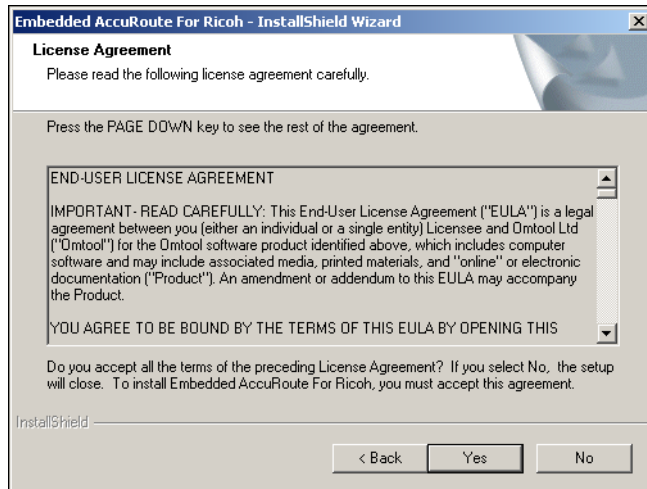 Embedded AccuRoute For Ricoh - InstallShield Wizard
License Agreement
Please read the following license agreement carefully.
Press the PAGE DOWN key to see the rest of the agreement.
END-USER LICENSE AGREEMENT
IMPORTANT- READ CAREFULLY: This End-User License Agreement ("EULA") is a legal
agreement between you (either an individual or a single entity) Licensee and Omtool Ltd
("Omtool") for the Omtool software product identified above, which includes computer
software and may include associated media, printed materials, and "online" or electronic
documentation ("Product"). An amendment or addendum to this EULA may accompany
the Product.
YOU AGREE TO BE BOUND BY THE TERMS OF THIS EULA BY OPENING THIS
Do you accept all the terms of the preceding License Agreement? If you select No, the setup
will close. To install Embedded AccuRoute For Ricoh, you must accept this agreement.
InstallShield
< Back Yes No